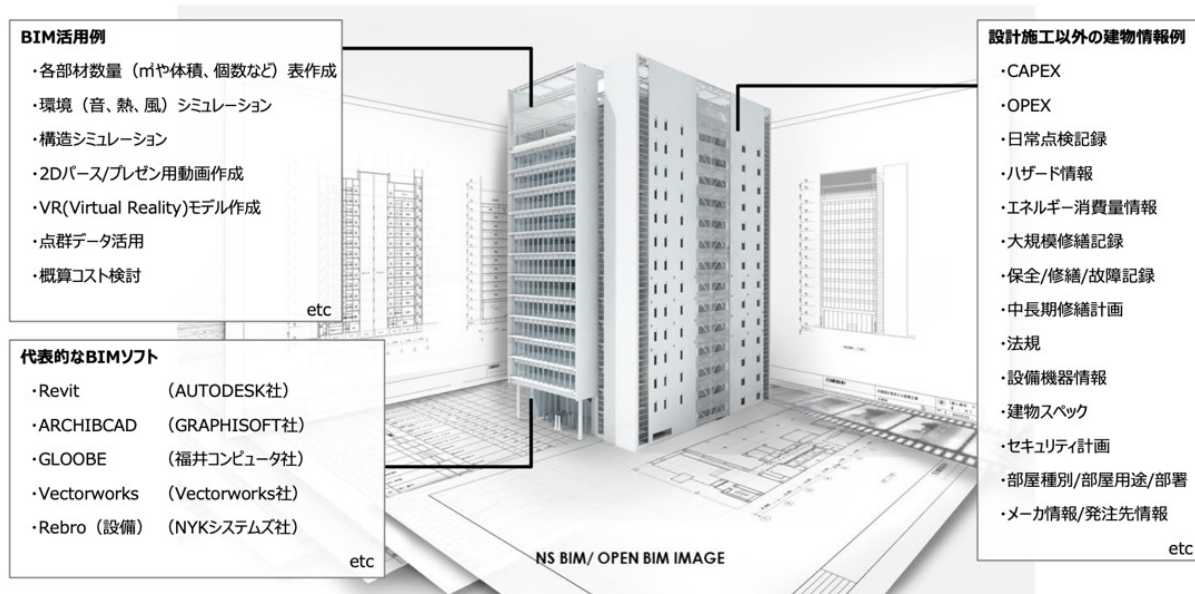 BIM活用例
・各部材数量（㎡や体積、個数など）表作成
・環境（音、熱、風）シミュレーション
・構造シミュレーション
・2Dパース/プレゼン用動画作成
・VR(Virtual Reality)モデル作成
・点群データ活用
・概算コスト検討
etc
代表的なBIMソフト
・Revit （AUTODESK社）
・ARCHIBCAD （GRAPHISOFT社）
・GLOOBE （福井コンピュータ社）
・Vectorworks （Vectorworks社）
・Rebro（設備） （NYKシステムズ社）
etc
設計施工以外の建物情報例
・CAPEX
・OPEX
・日常点検記録
・ハザード情報
・エネルギー消費量情報
・大規模修繕記録
・保全/修繕/故障記録
・中長期修繕計画
・法規
・設備機器情報
・建物スペック
・セキュリティ計画
・部屋種別/部屋用途/部署
・メーカ情報/発注先情報
etc
NS BIM/ OPEN BIM IMAGE